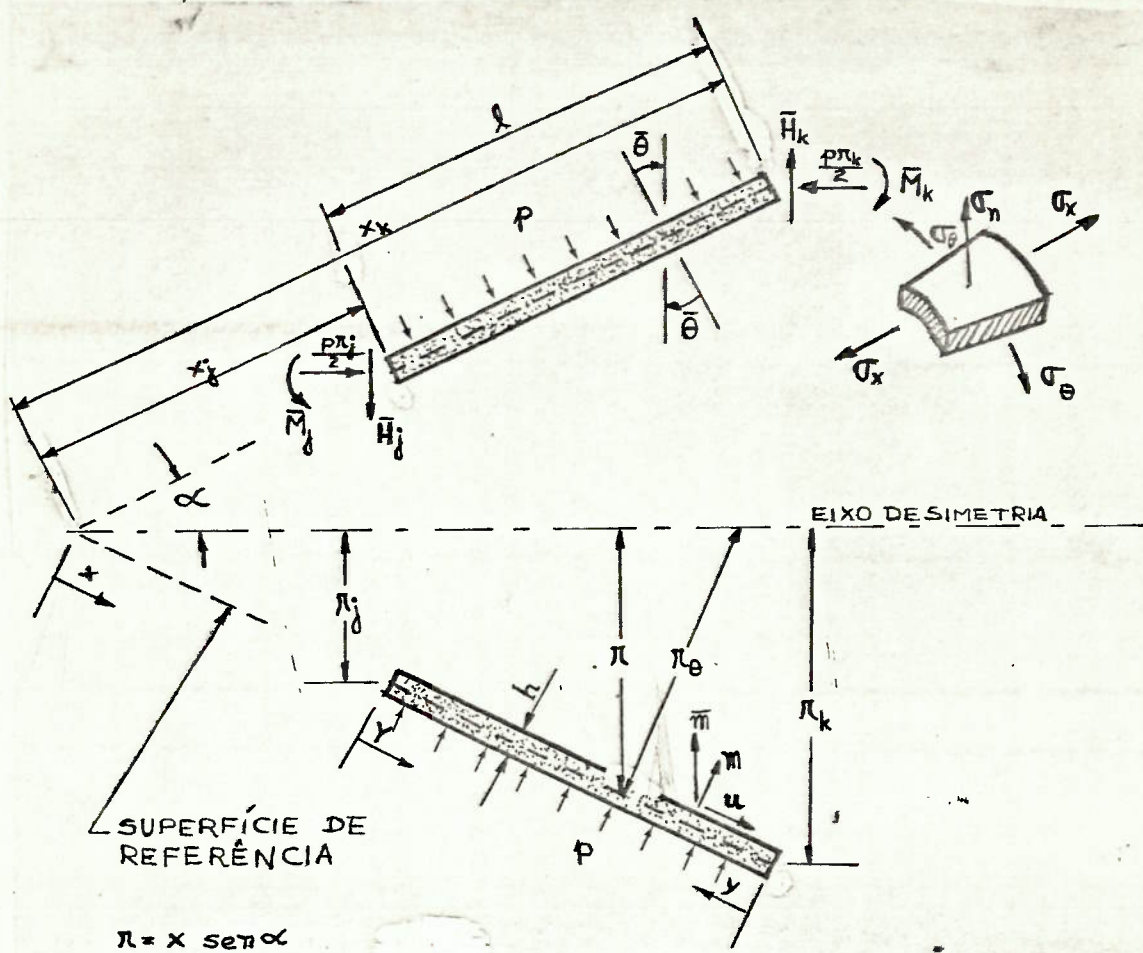 l
x_k
p
θ̄
θ̄
H̄_k
pr_k/2
M̄_k
σ_n
σ_x
σ_θ
σ_x
σ_θ
x_j
pr_j/2
M̄_j
H̄_j
α
EIXO DE SIMETRIA
x
r_j
r
r_θ
r_k
h
m̄
m
u
Y
y
p
SUPERFÍCIE DE
REFERÊNCIA
r = x senα